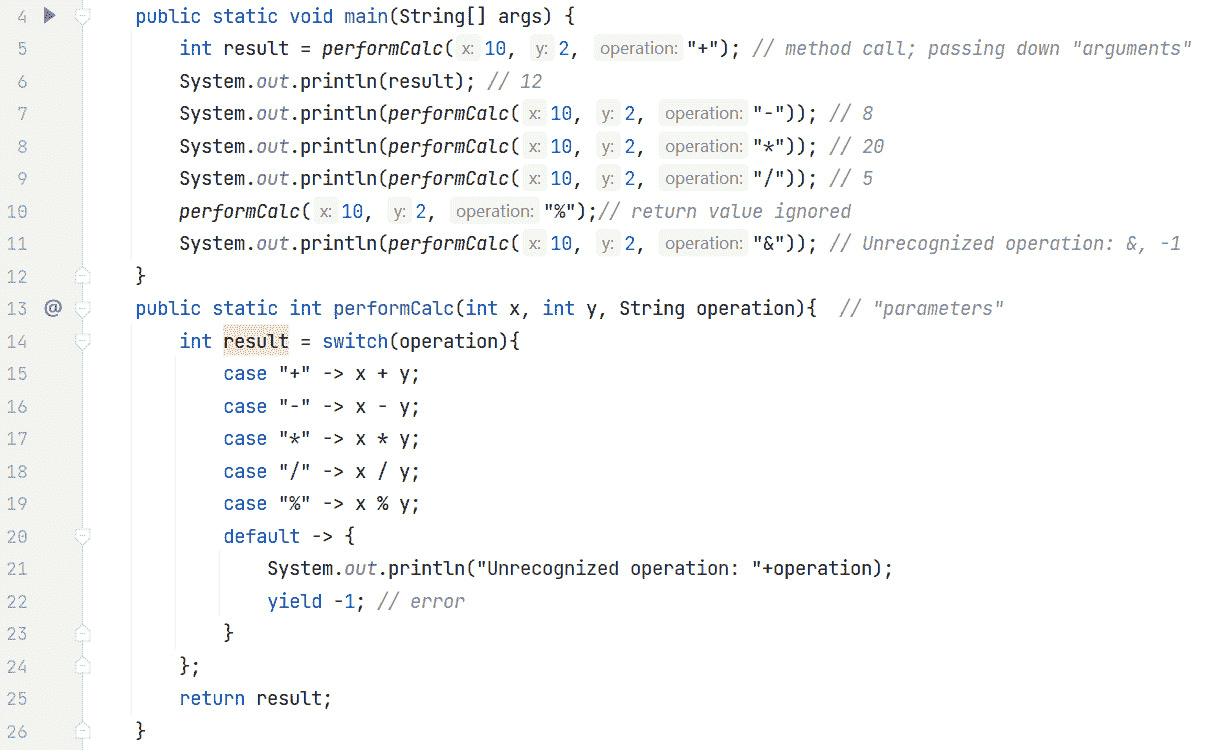 4 public static void main(String[] args) {
5 int result = performCalc( x: 10, y: 2, operation: "+"); // method call; passing down "arguments"
6 System.out.println(result); // 12
7 System.out.println(performCalc( x: 10, y: 2, operation: "-")); // 8
8 System.out.println(performCalc( x: 10, y: 2, operation: "*")); // 20
9 System.out.println(performCalc( x: 10, y: 2, operation: "/")); // 5
10 performCalc( x: 10, y: 2, operation: "%");// return value ignored
11 System.out.println(performCalc( x: 10, y: 2, operation: "&")); // Unrecognized operation: &, -1
12 }
13 @ public static int performCalc(int x, int y, String operation){ // "parameters"
14 int result = switch(operation){
15 case "+" -> x + y;
16 case "-" -> x - y;
17 case "*" -> x * y;
18 case "/" -> x / y;
19 case "%" -> x % y;
20 default -> {
21 System.out.println("Unrecognized operation: "+operation);
22 yield -1; // error
23 }
24 };
25 return result;
26 }